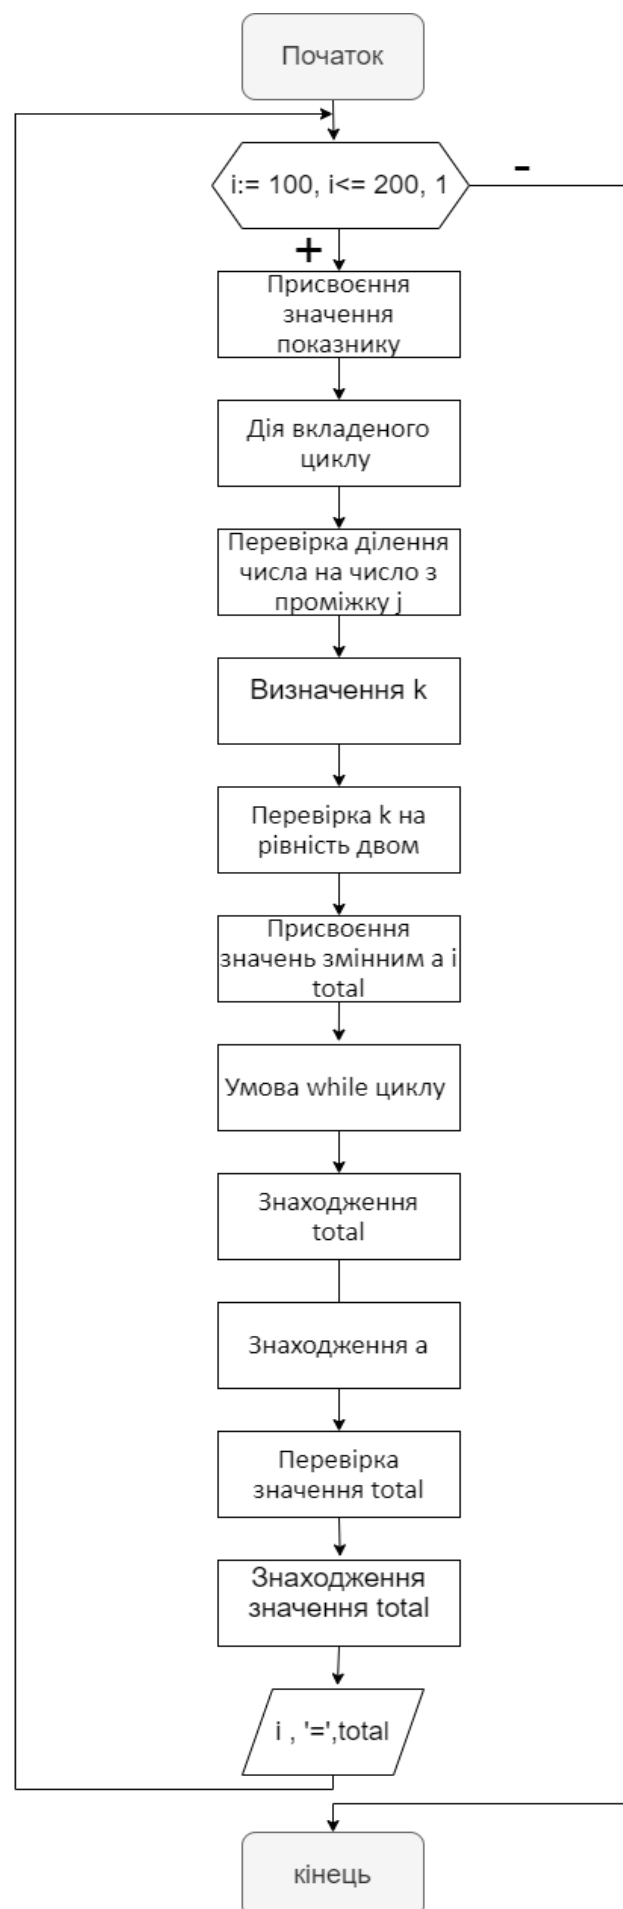 Початок
i:= 100, i<= 200, 1
-
+
Присвоєння
значення
показнику
Дія вкладеного
циклу
Перевірка ділення
числа на число з
проміжку j
Визначення k
Перевірка k на
рівність двом
Присвоєння
значень змінним a і
total
Умова while циклу
Знаходження
total
Знаходження a
Перевірка
значення total
Знаходження
значення total
i , '=',total
кінець